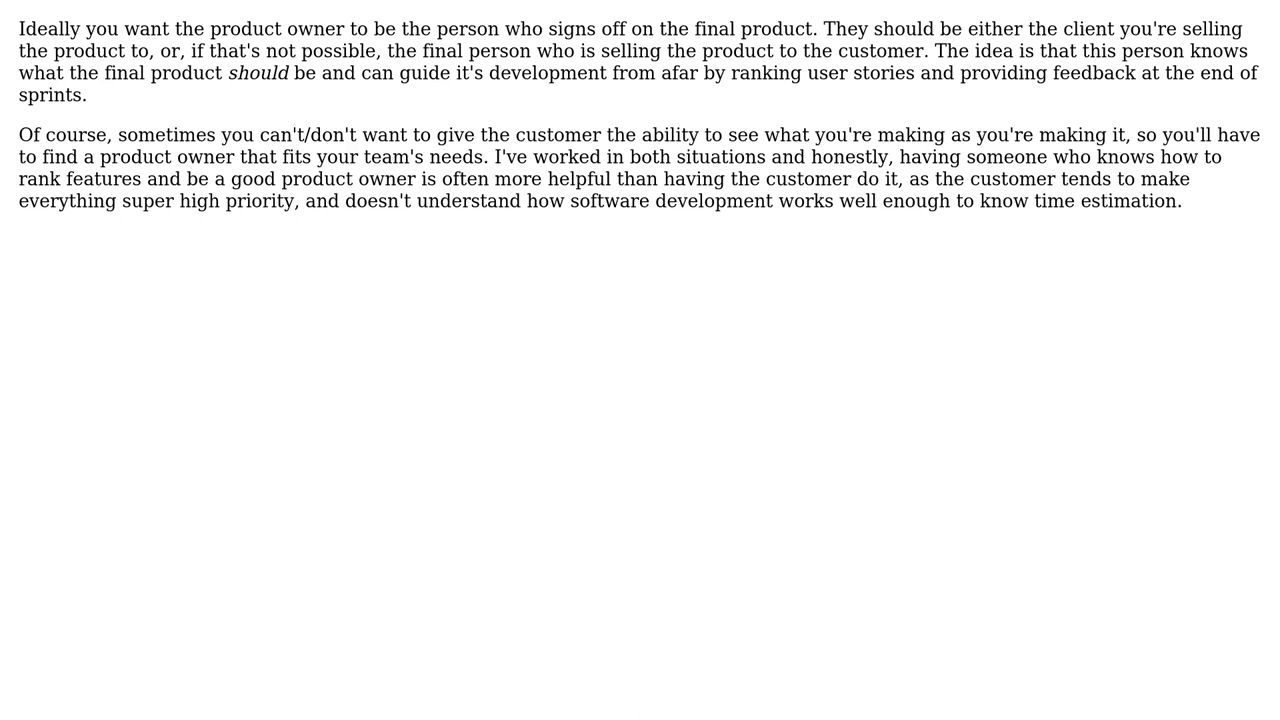 Ideally you want the product owner to be the person who signs off on the final product. They should be either the client you're selling
the product to, or, if that's not possible, the final person who is selling the product to the customer. The idea is that this person knows
what the final product should be and can guide it's development from afar by ranking user stories and providing feedback at the end of
sprints.
Of course, sometimes you can't/don't want to give the customer the ability to see what you're making as you're making it, so you'll have
to find a product owner that fits your team's needs. I've worked in both situations and honestly, having someone who knows how to
rank features and be a good product owner is often more helpful than having the customer do it, as the customer tends to make
everything super high priority, and doesn't understand how software development works well enough to know time estimation.